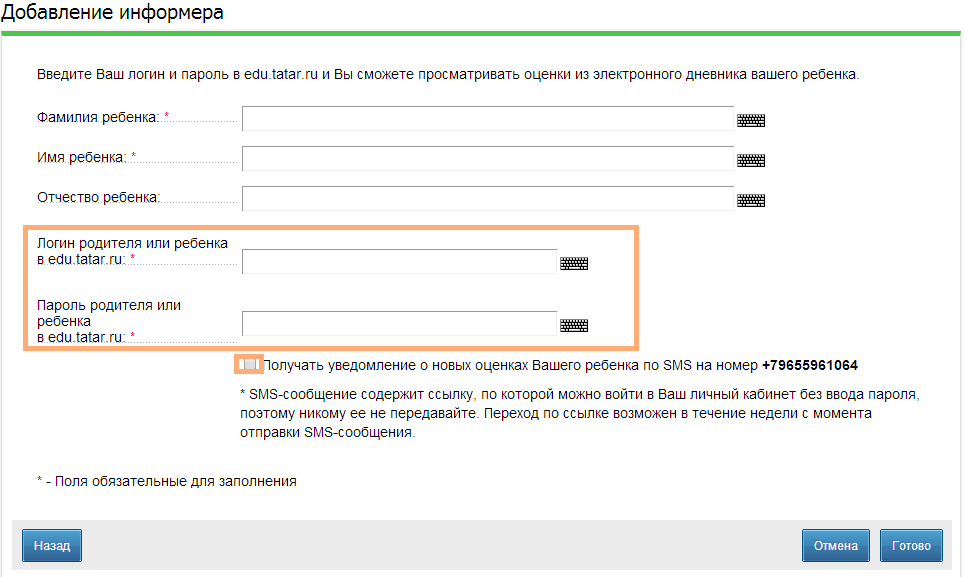 Добавление информера
Введите Ваш логин и пароль в edu.tatar.ru и Вы сможете просматривать оценки из электронного дневника вашего ребенка.
Фамилия ребенка: *
Имя ребенка: *
Отчество ребенка:
Логин родителя или ребенка
в edu.tatar.ru: *
Пароль родителя или
ребенка
в edu.tatar.ru: *
Получать уведомление о новых оценках Вашего ребенка по SMS на номер +79655961064
* SMS-сообщение содержит ссылку, по которой можно войти в Ваш личный кабинет без ввода пароля,
поэтому никому ее не передавайте. Переход по ссылке возможен в течение недели с момента
отправки SMS-сообщения.
* - Поля обязательные для заполнения
Назад
Отмена
Готово